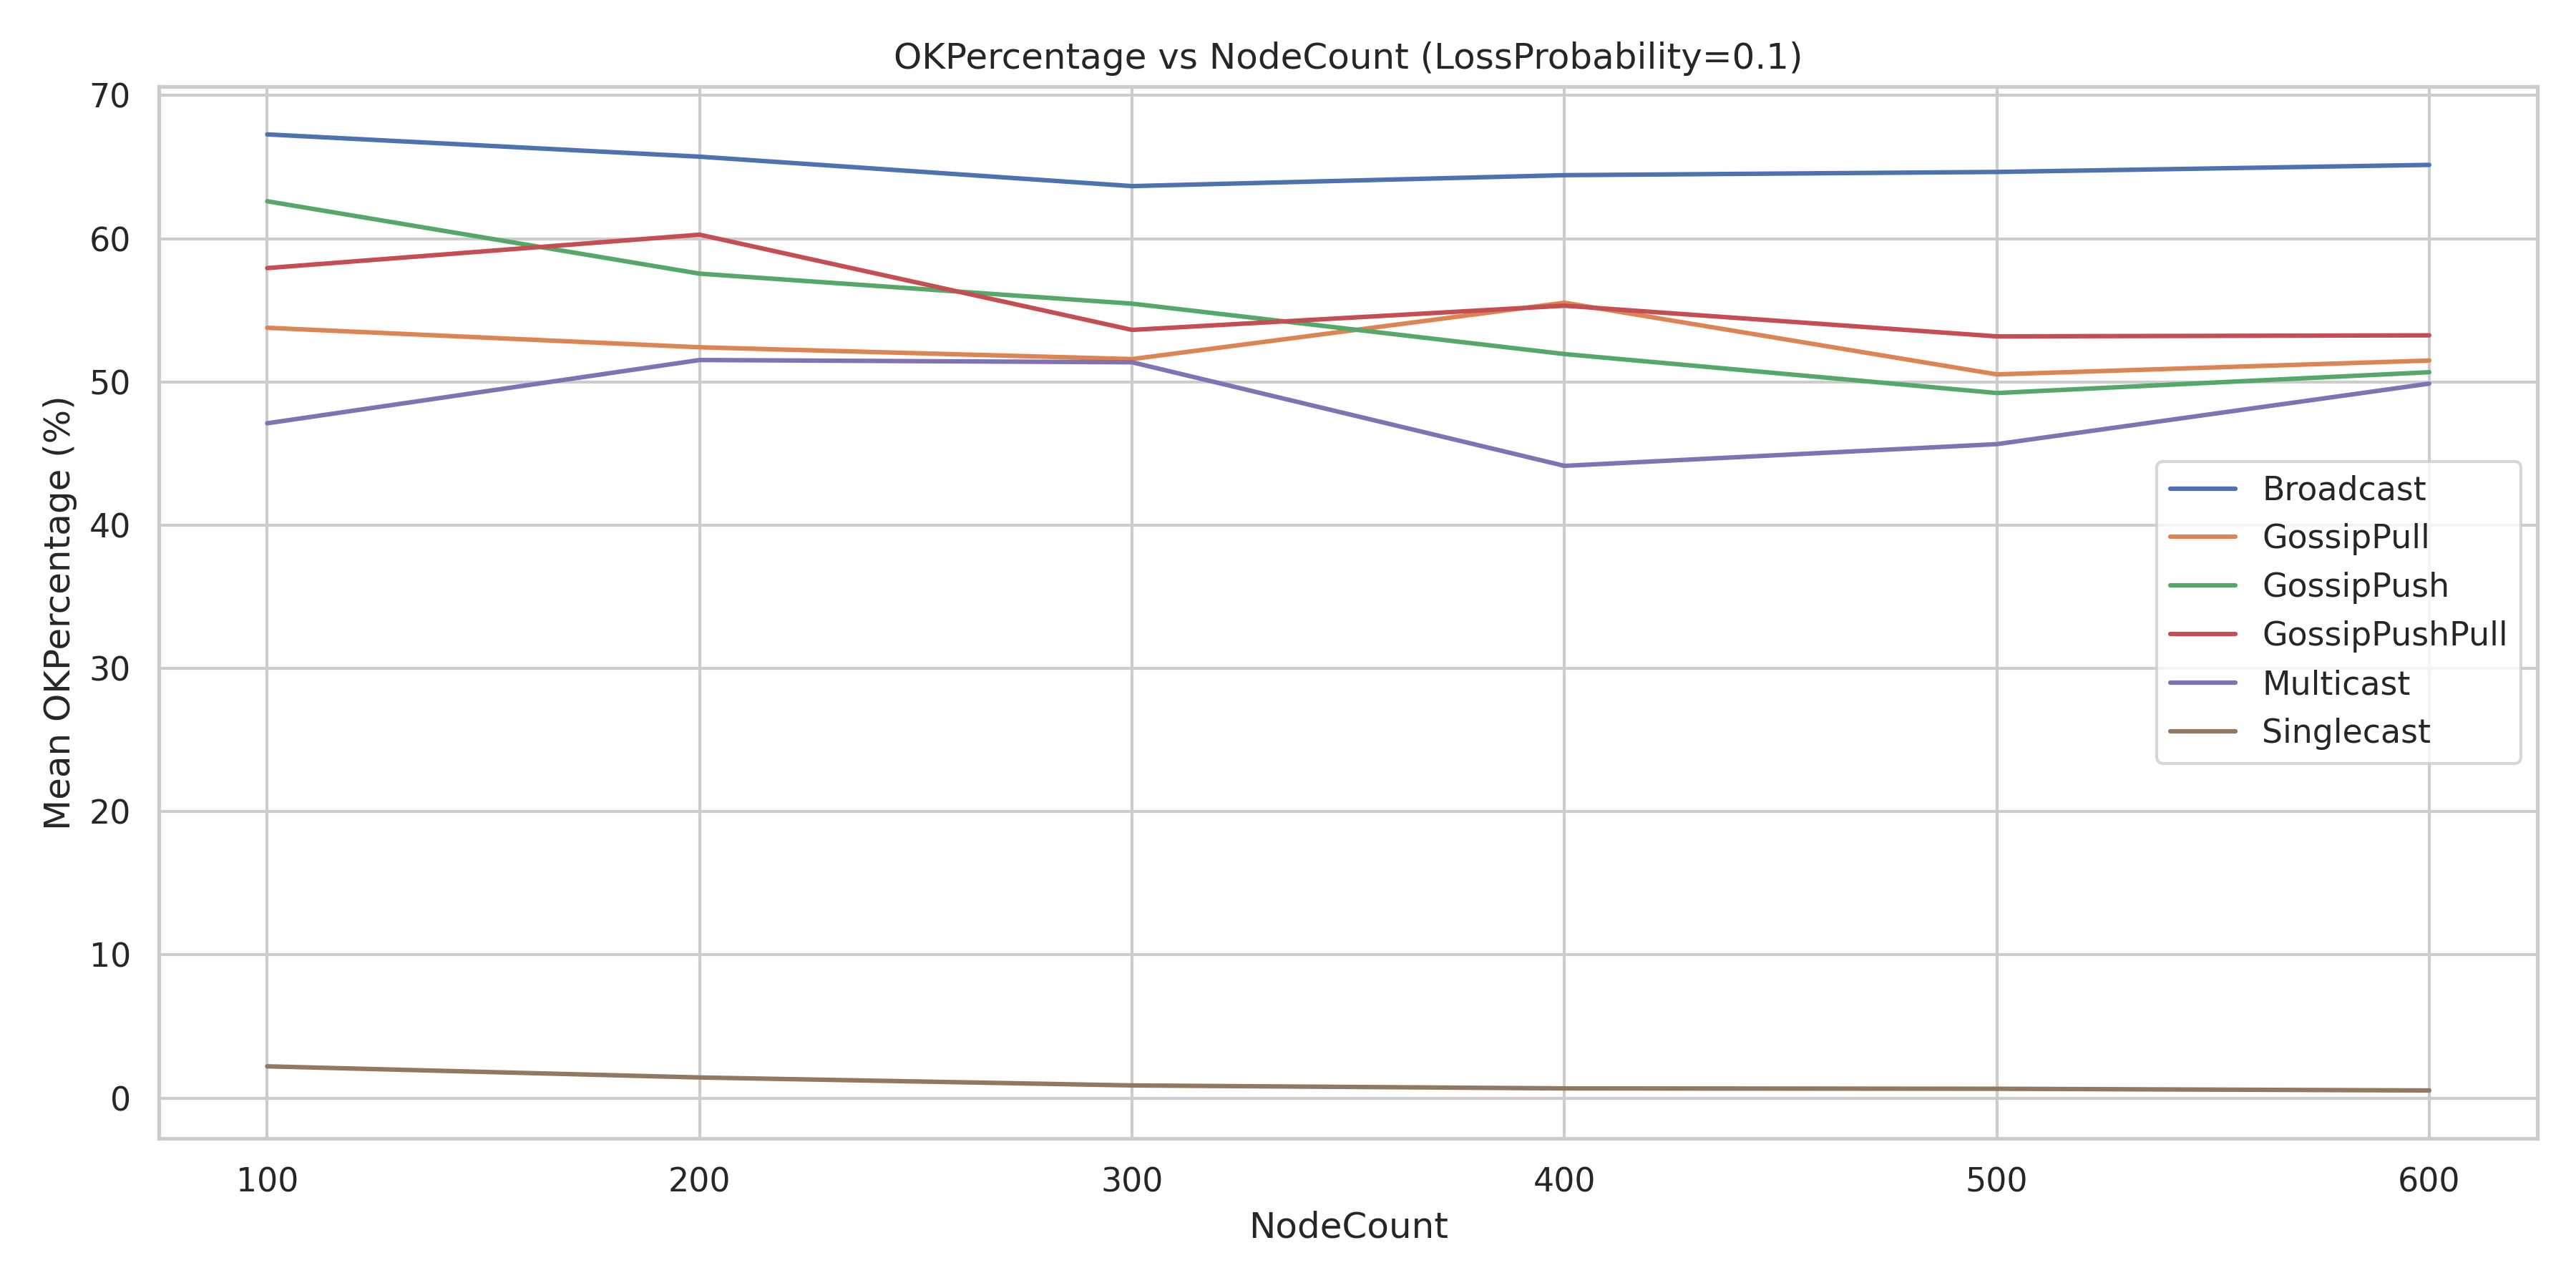 OKPercentage vs NodeCount (LossProbability=0.1)
Mean OKPercentage (%)
70
60
50
40
30
20
10
0
100 200 300 400 500 600
NodeCount
Broadcast
GossipPull
GossipPush
GossipPushPull
Multicast
Singlecast